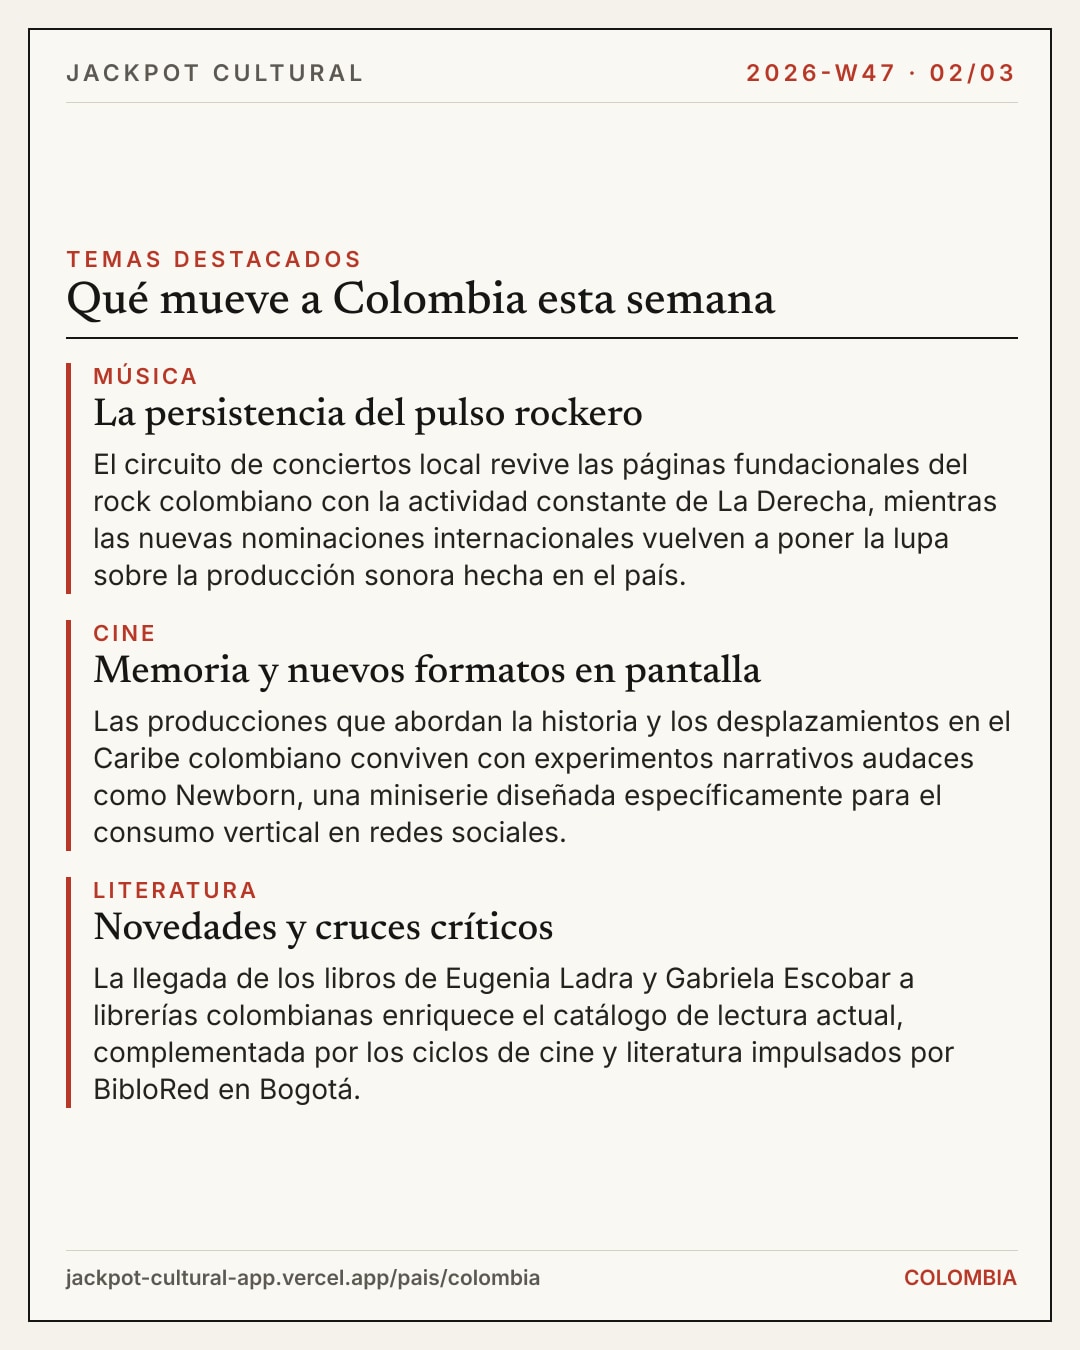 JACKPOT CULTURAL
2026-W47 · 02/03
TEMAS DESTACADOS
Qué mueve a Colombia esta semana
MÚSICA
La persistencia del pulso rockero
El circuito de conciertos local revive las páginas fundacionales del
rock colombiano con la actividad constante de La Derecha, mientras
las nuevas nominaciones internacionales vuelven a poner la lupa
sobre la producción sonora hecha en el país.
CINE
Memoria y nuevos formatos en pantalla
Las producciones que abordan la historia y los desplazamientos en el
Caribe colombiano conviven con experimentos narrativos audaces
como Newborn, una miniserie diseñada específicamente para el
consumo vertical en redes sociales.
LITERATURA
Novedades y cruces críticos
La llegada de los libros de Eugenia Ladra y Gabriela Escobar a
librerías colombianas enriquece el catálogo de lectura actual,
complementada por los ciclos de cine y literatura impulsados por
BibloRed en Bogotá.
jackpot-cultural-app.vercel.app/pais/colombia
COLOMBIA